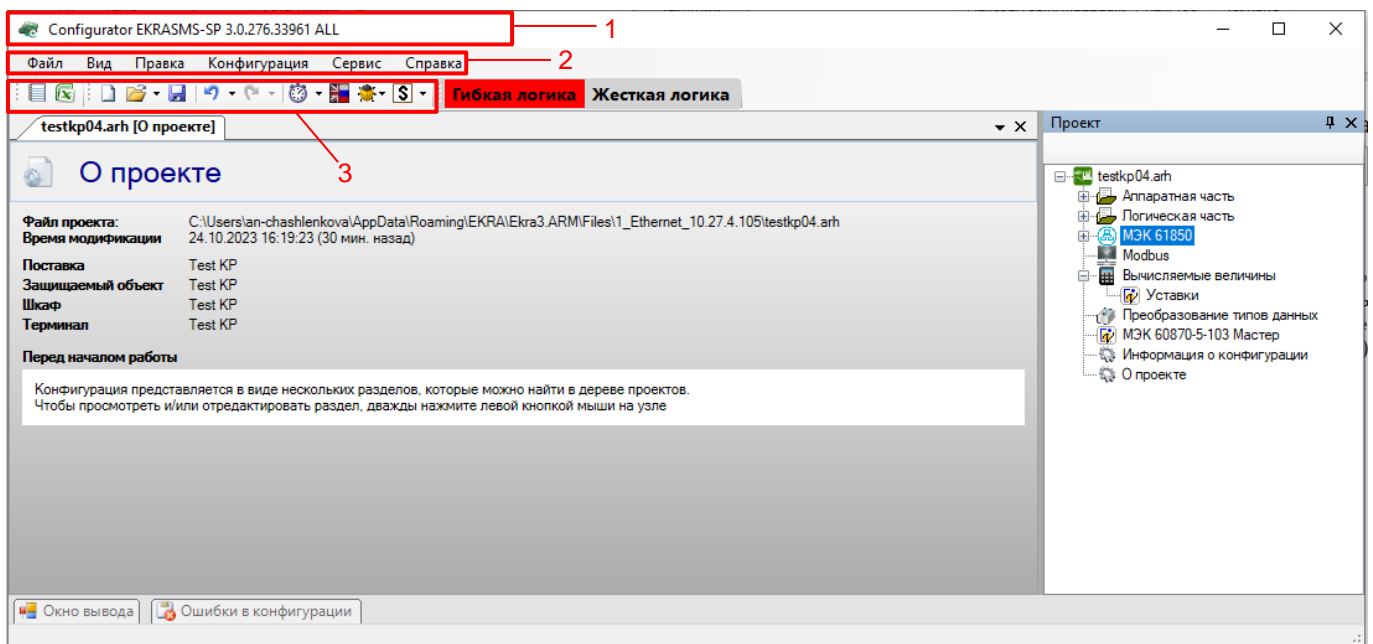 Configurator EKRASMS-SP 3.0.276.33961 ALL
1
Файл Вид Правка Конфигурация Сервис Справка
2
Гибкая логика Жесткая логика
3
testkp04.arh [О проекте]
О проекте
Файл проекта: C:\Users\an-chashlenkova\AppData\Roaming\EKRA\Ekra3.ARM\Files\1_Ethernet_10.27.4.105\testkp04.arh
Время модификации 24.10.2023 16:19:23 (30 мин. назад)
Поставка Test KP
Защищаемый объект Test KP
Шкаф Test KP
Терминал Test KP
Перед началом работы
Конфигурация представляется в виде нескольких разделов, которые можно найти в дереве проектов.
Чтобы просмотреть и/или отредактировать раздел, дважды нажмите левой кнопкой мыши на узле
Проект
testkp04.arh
Аппаратная часть
Логическая часть
МЭК 61850
Modbus
Вычисляемые величины
Уставки
Преобразование типов данных
МЭК 60870-5-103 Мастер
Информация о конфигурации
О проекте
Окно вывода Ошибки в конфигурации